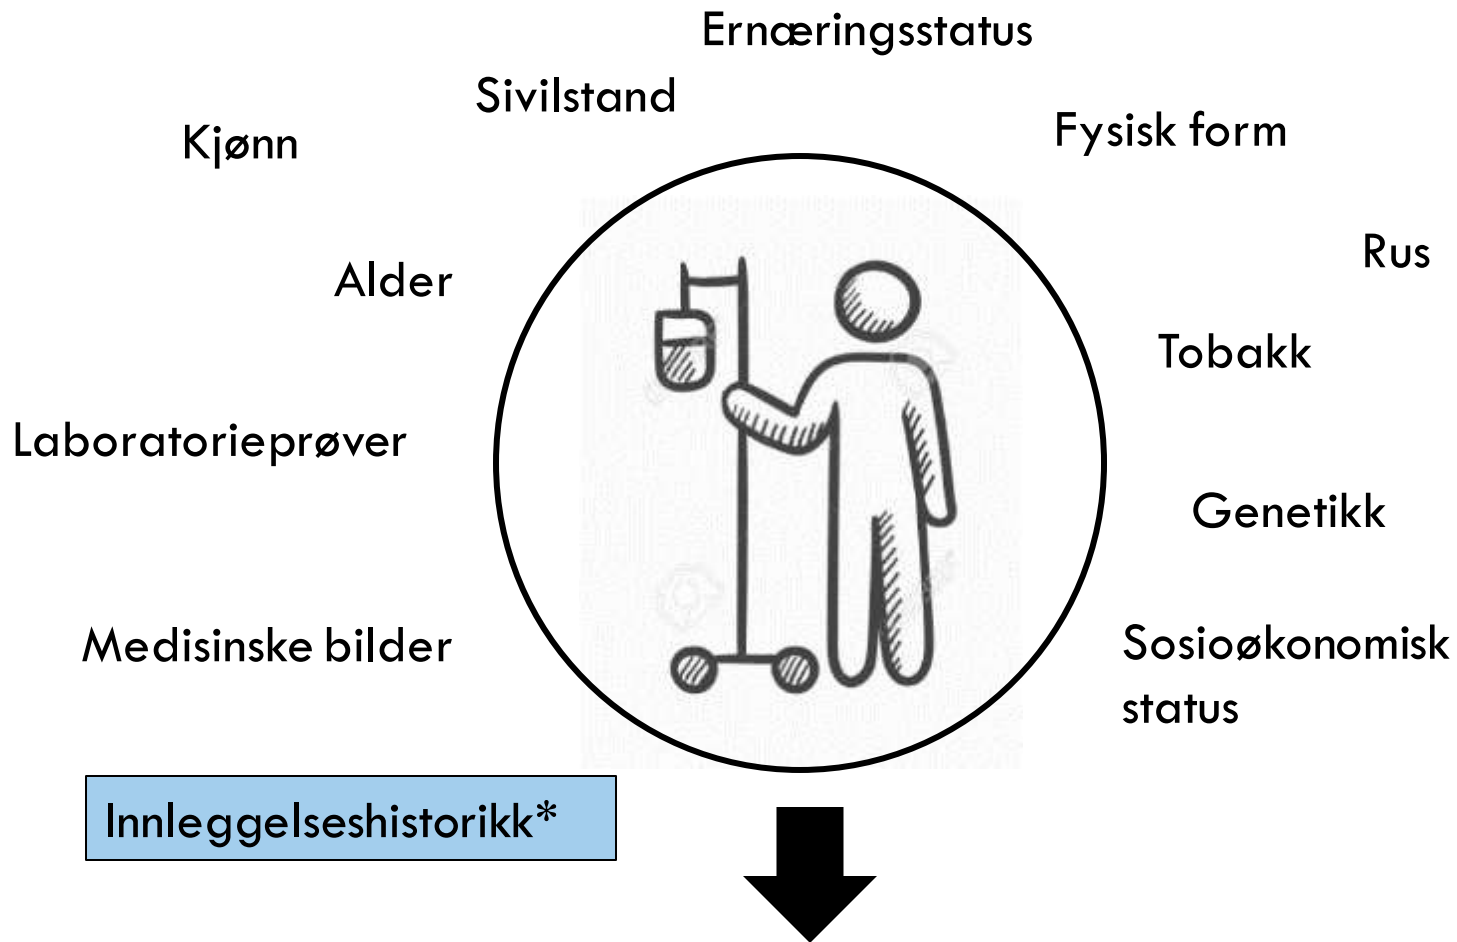 Ernæringsstatus
Sivilstand
Kjønn
Fysisk form
Rus
Alder
Tobakk
Laboratorieprøver
Genetikk
Medisinske bilder
Sosioøkonomisk
status
Innleggelseshistorikk*